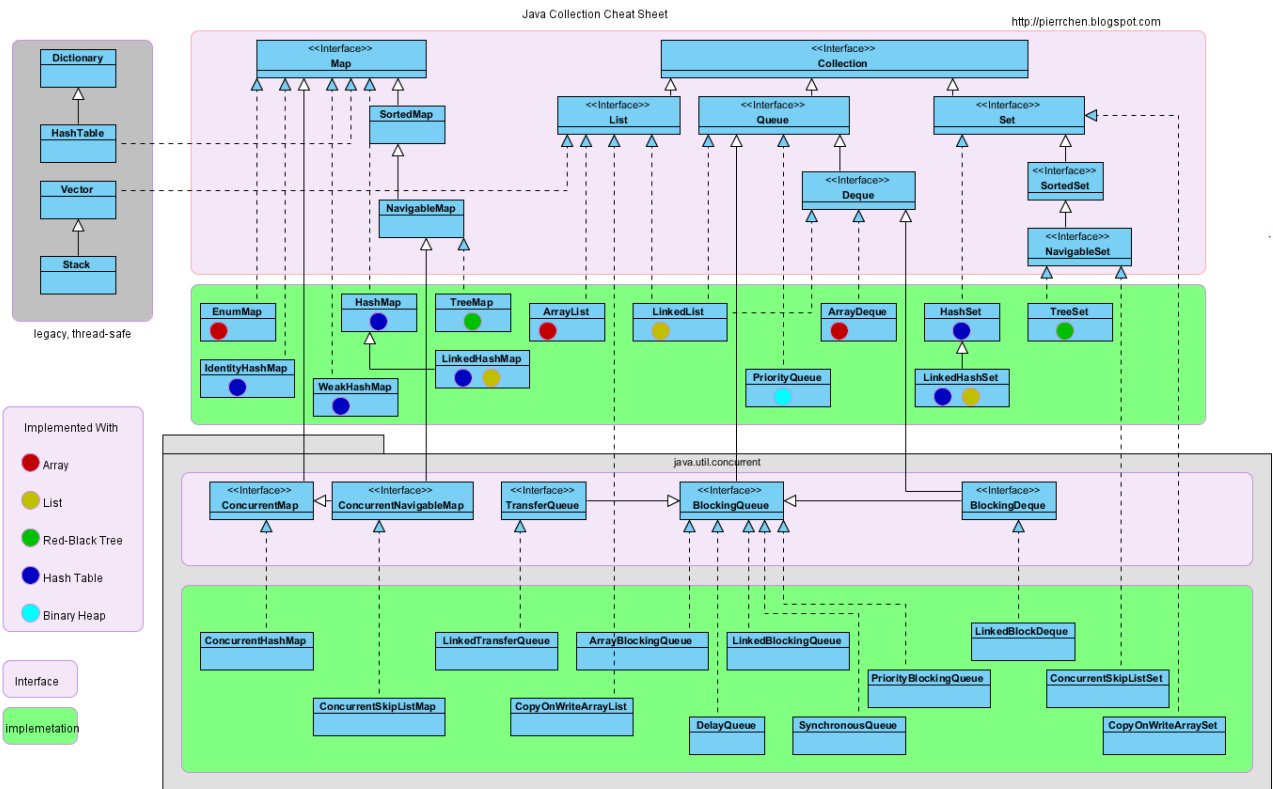 Java Collection Cheat Sheet
http://pierrchen.blogspot.com
Dictionary
HashTable
Vector
Stack
legacy, thread-safe
<<Interface>>
Map
<<Interface>>
Collection
SortedMap
<<Interface>>
List
<<Interface>>
Queue
<<Interface>>
Set
NavigableMap
<<Interface>>
Deque
<<Interface>>
SortedSet
<<Interface>>
NavigableSet
EnumMap
HashMap
TreeMap
ArrayList
LinkedList
ArrayDeque
HashSet
TreeSet
IdentityHashMap
WeakHashMap
LinkedHashMap
PriorityQueue
LinkedHashSet
Implemented With
Array
List
Red-Black Tree
Hash Table
Binary Heap
Interface
implemetation
java.util.concurrent
<<Interface>>
ConcurrentMap
<<Interface>>
ConcurrentNavigableMap
<<Interface>>
TransferQueue
<<Interface>>
BlockingQueue
<<Interface>>
BlockingDeque
ConcurrentHashMap
LinkedTransferQueue
ArrayBlockingQueue
LinkedBlockingQueue
LinkedBlockDeque
PriorityBlockingQueue
ConcurrentSkipListSet
ConcurrentSkipListMap
CopyOnWriteArrayList
DelayQueue
SynchronousQueue
CopyOnWriteArraySet